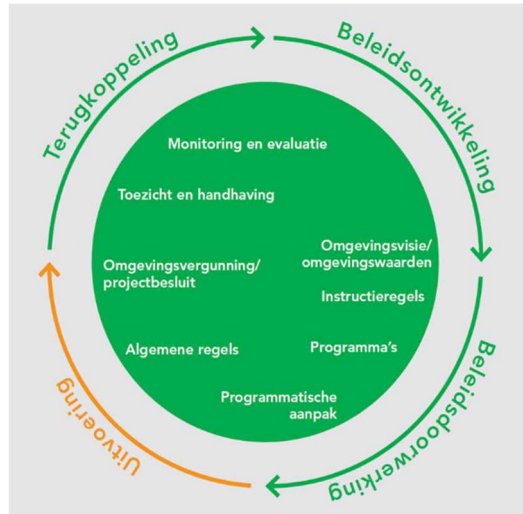 Terugkoppeling
Beleidsontwikkeling
Monitoring en evaluatie
Toezicht en handhaving
Omgevingsvisie/
omgevingswaarden
Omgevingsvergunning/
projectbesluit
Instructieregels
Algemene regels
Programma's
Programmatische
aanpak
Uitvoering
Beleidsdoorwerking